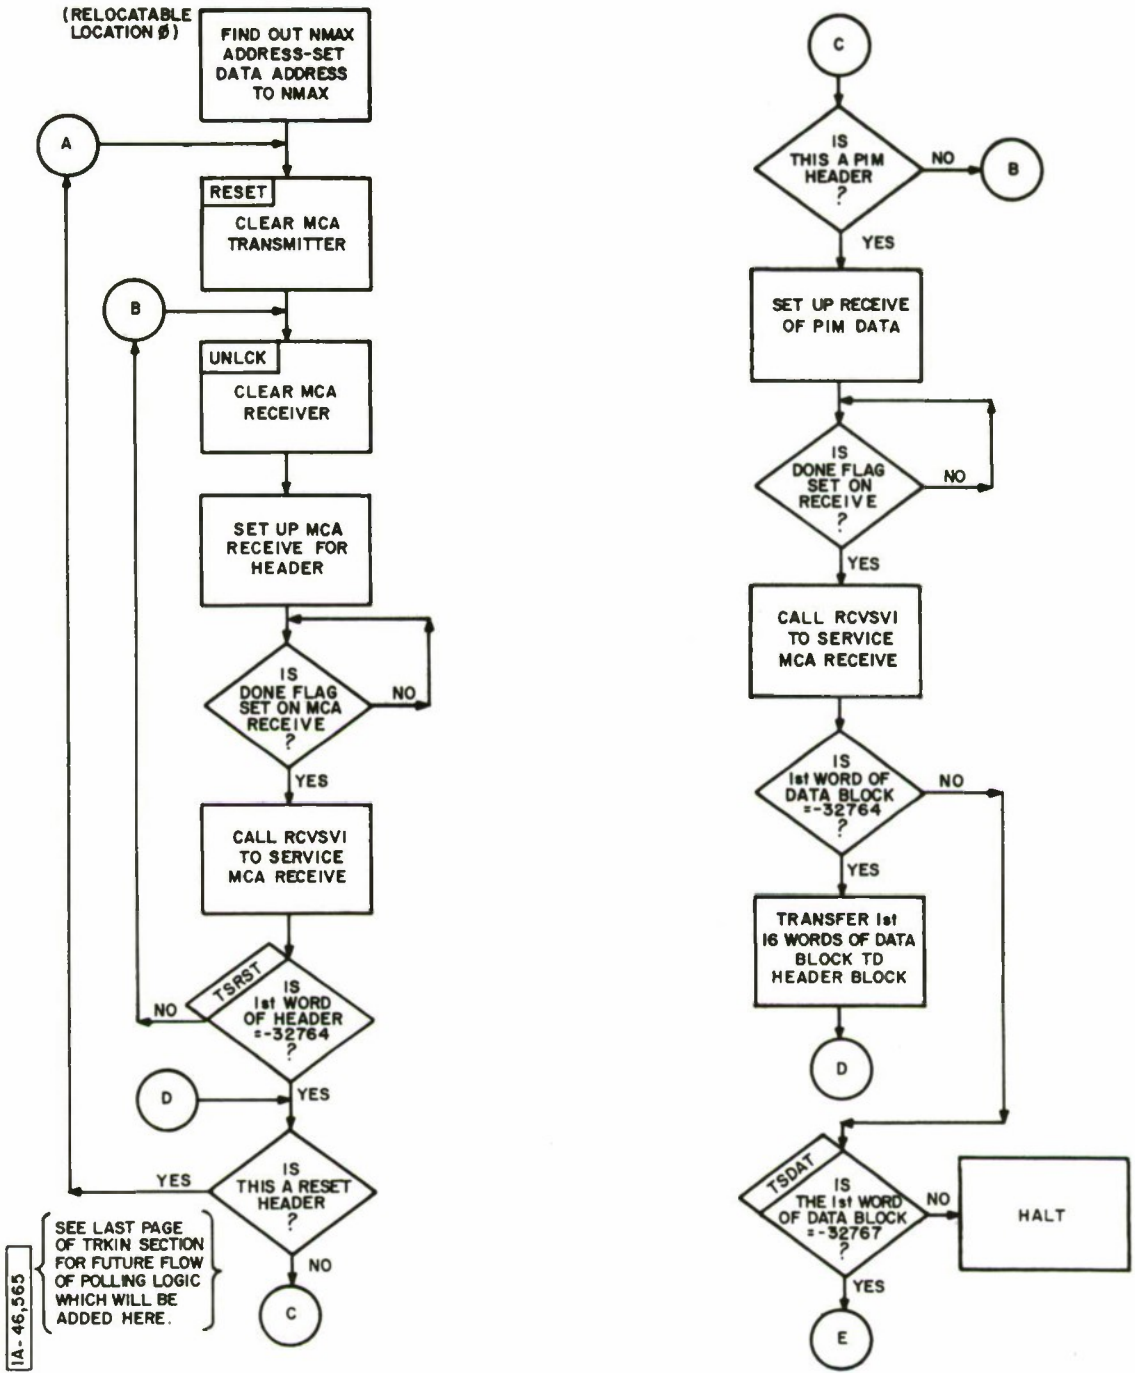 (RELOCATABLE
LOCATION Ø)
FIND OUT NMAX
ADDRESS-SET
DATA ADDRESS
TO NMAX
A
RESET
CLEAR MCA
TRANSMITTER
B
UNLCK
CLEAR MCA
RECEIVER
SET UP MCA
RECEIVE FOR
HEADER
IS
DONE FLAG
SET ON MCA
RECEIVE
?
NO
YES
CALL RCVSVI
TO SERVICE
MCA RECEIVE
TSRST
IS
1st WORD
OF HEADER
=-32764
?
NO
YES
D
IS
THIS A RESET
HEADER
?
YES
NO
C
SEE LAST PAGE
OF TRKIN SECTION
FOR FUTURE FLOW
OF POLLING LOGIC
WHICH WILL BE
ADDED HERE.
IA-46,565
C
IS
THIS A PIM
HEADER
?
NO
B
YES
SET UP RECEIVE
OF PIM DATA
IS
DONE FLAG
SET ON
RECEIVE
?
NO
YES
CALL RCVSVI
TO SERVICE
MCA RECEIVE
IS
1st WORD OF
DATA BLOCK
=-32764
?
NO
YES
TRANSFER 1st
16 WORDS OF DATA
BLOCK TD
HEADER BLOCK
D
TSDAT
IS
THE 1st WORD
OF DATA BLOCK
=-32767
?
NO
HALT
YES
E